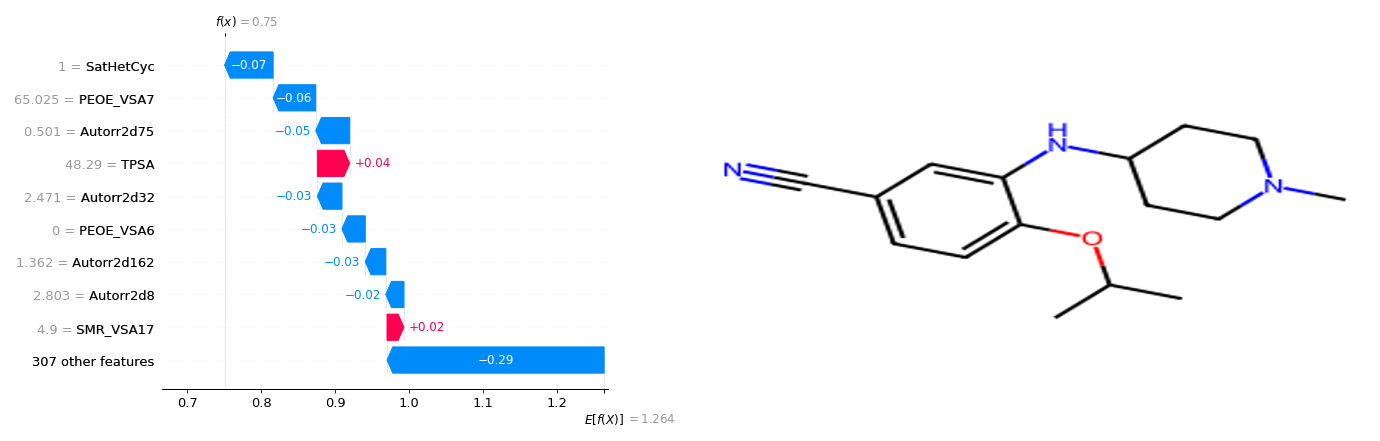 f(x) = 0.75
1 = SatHetCyc −0.07
65.025 = PEOE_VSA7 −0.06
0.501 = Autorr2d75 −0.05
48.29 = TPSA +0.04
2.471 = Autorr2d32 −0.03
0 = PEOE_VSA6 −0.03
1.362 = Autorr2d162 −0.03
2.803 = Autorr2d8 −0.02
4.9 = SMR_VSA17 +0.02
307 other features −0.29
0.7 0.8 0.9 1.0 1.1 1.2
E[f(X)] = 1.264
H
N
N
N
O